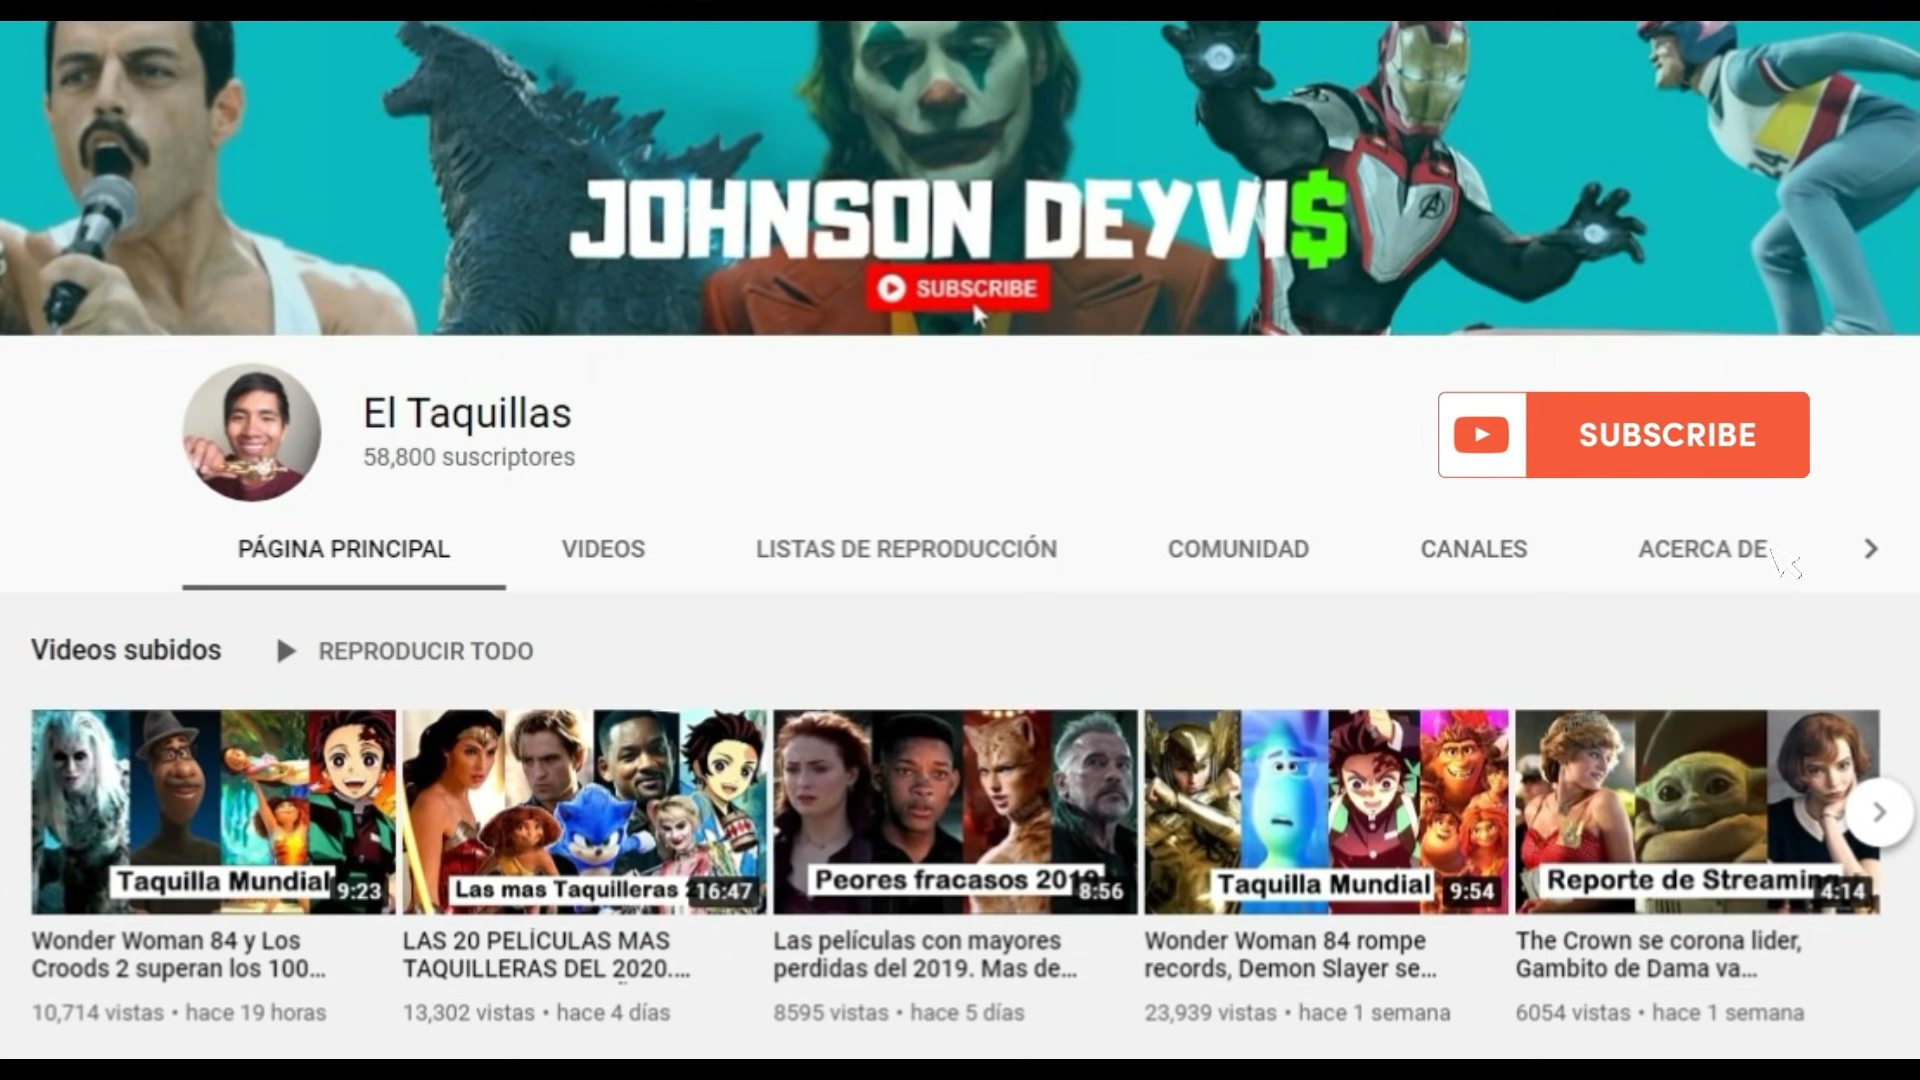 JOHNSON DEYVI$
SUBSCRIBE
El Taquillas
58,800 suscriptores
SUBSCRIBE
PÁGINA PRINCIPAL VIDEOS LISTAS DE REPRODUCCIÓN COMUNIDAD CANALES ACERCA DE
Videos subidos REPRODUCIR TODO
Taquilla Mundial 9:23
Las mas Taquilleras 16:47
Peores fracasos 2019 8:56
Taquilla Mundial 9:54
Reporte de Streaming 4:14
Wonder Woman 84 y Los
Croods 2 superan los 100...
10,714 vistas • hace 19 horas
LAS 20 PELÍCULAS MAS
TAQUILLERAS DEL 2020....
13,302 vistas • hace 4 días
Las películas con mayores
perdidas del 2019. Mas de...
8595 vistas • hace 5 días
Wonder Woman 84 rompe
records, Demon Slayer se...
23,939 vistas • hace 1 semana
The Crown se corona lider,
Gambito de Dama va...
6054 vistas • hace 1 semana